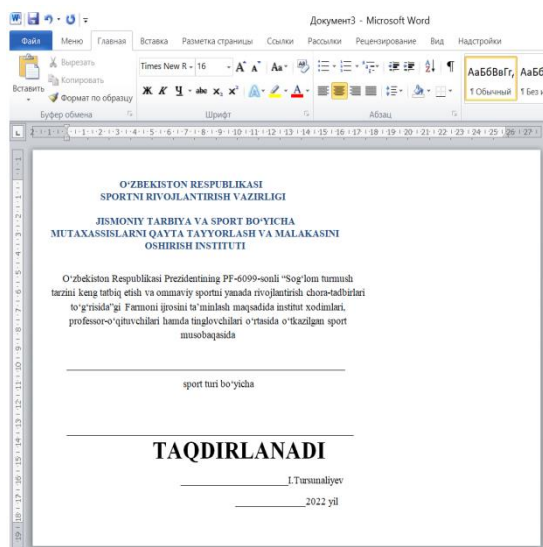 Документ3 - Microsoft Word
Файл Меню Главная Вставка Разметка страницы Ссылки Рассылки Рецензирование Вид Надстройки
Вставить
Вырезать
Копировать
Формат по образцу
Буфер обмена
Times New R 16
Ж К Ч abc x₂ x²
Шрифт
Абзац
АаБбВвГг, АаБб
¶ Обычный ¶ Без и
O‘ZBEKISTON RESPUBLIKASI
SPORTNI RIVOJLANTIRISH VAZIRLIGI
JISMONIY TARBIYA VA SPORT BO‘YICHA
MUTAXASSISLARNI QAYTA TAYYORLASH VA MALAKASINI
OSHIRISH INSTITUTI
O‘zbekiston Respublikasi Prezidentining PF-6099-sonli “Sog‘lom turmush
tarzini keng tatbiq etish va ommaviy sportni yanada rivojlantirish chora-tadbirlari
to‘g‘risida”gi Farmoni ijrosini ta’minlash maqsadida institut xodimlari,
professor-o‘qituvchilari hamda tinglovchilari o‘rtasida o‘tkazilgan sport
musobaqasida
sport turi bo‘yicha
TAQDIRLANADI
I.Tursunaliyev
2022 yil